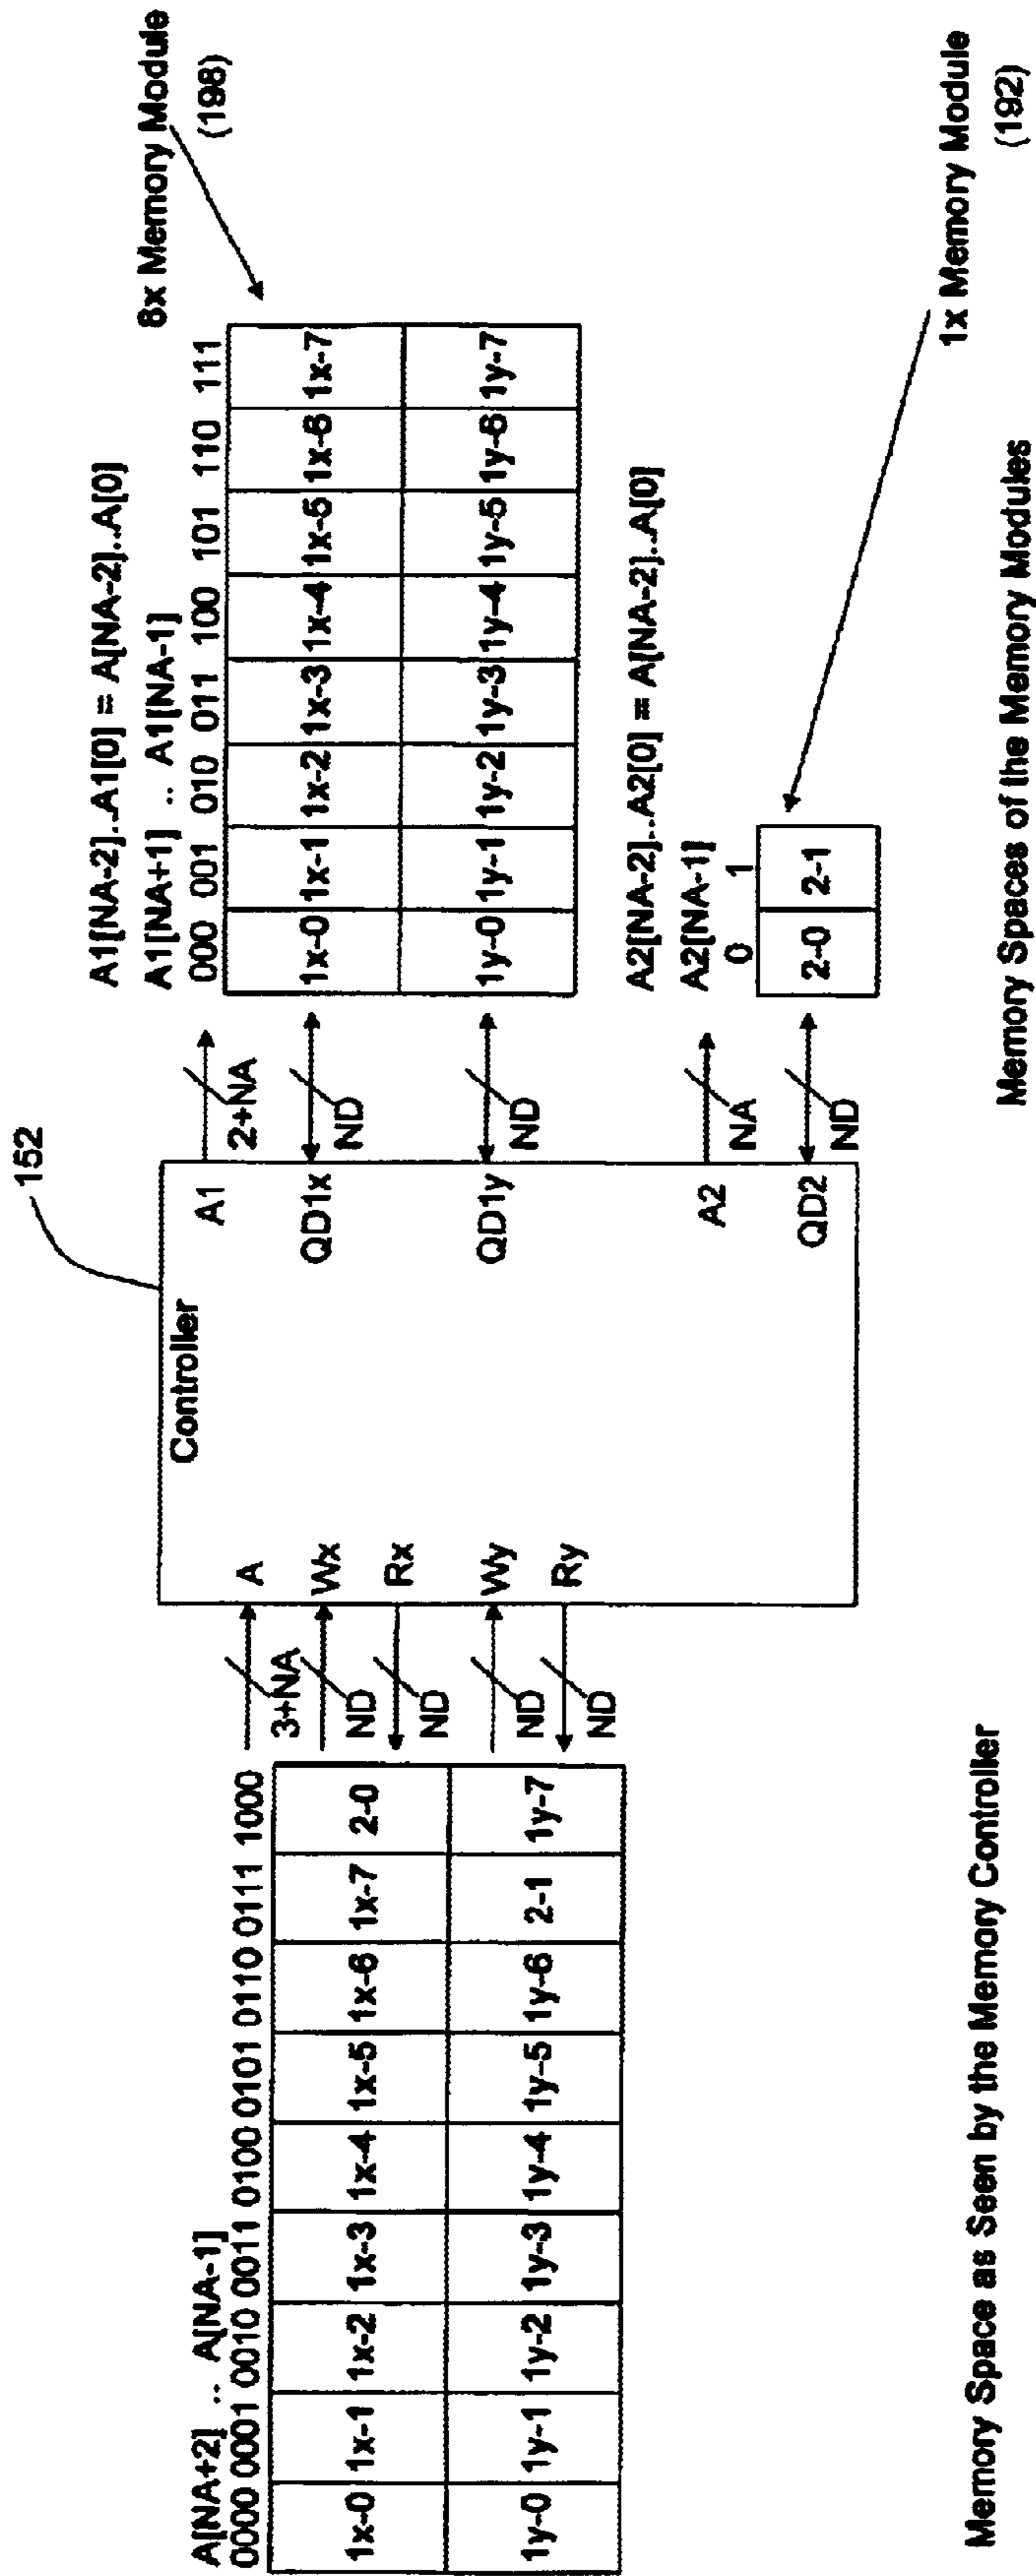 152
A[NA+2] .. A[NA-1]
0000 0001 0010 0011 0100 0101 0110 0111 1000
1x-0 1x-1 1x-2 1x-3 1x-4 1x-5 1x-6 1x-7 2-0
1y-0 1y-1 1y-2 1y-3 1y-4 1y-5 1y-6 2-1 1y-7
3+NA
ND
ND
ND
ND
Controller
A
Wx
Rx
Wy
Ry
A1
QD1x
QD1y
A2
QD2
2+NA
ND
ND
NA
ND
A1[NA-2]..A1[0] = A[NA-2]..A[0]
A1[NA+1] .. A1[NA-1]
000 001 010 011 100 101 110 111
1x-0 1x-1 1x-2 1x-3 1x-4 1x-5 1x-6 1x-7
1y-0 1y-1 1y-2 1y-3 1y-4 1y-5 1y-6 1y-7
8x Memory Module
(198)
A2[NA-2]..A2[0] = A[NA-2]..A[0]
A2[NA-1]
0 1
2-0 2-1
1x Memory Module
(192)
Memory Space as Seen by the Memory Controller
Memory Spaces of the Memory Modules